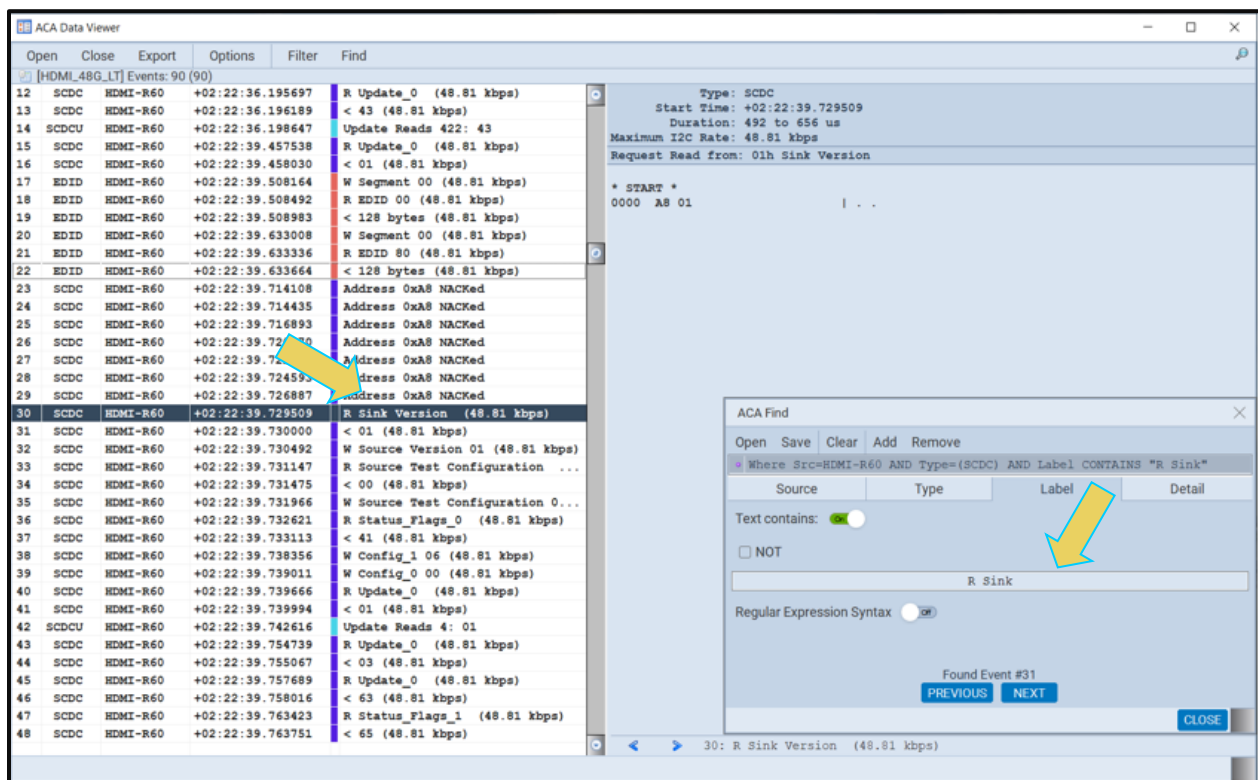 ACA Data Viewer
Open Close Export Options Filter Find
[HDMI_48G_LT] Events: 90 (90)
12 SCDC HDMI-R60 +02:22:36.195697 R Update_0 (48.81 kbps)
13 SCDC HDMI-R60 +02:22:36.196189 < 43 (48.81 kbps)
14 SCDCU HDMI-R60 +02:22:36.198647 Update Reads 422: 43
15 SCDC HDMI-R60 +02:22:39.457538 R Update_0 (48.81 kbps)
16 SCDC HDMI-R60 +02:22:39.458030 < 01 (48.81 kbps)
17 EDID HDMI-R60 +02:22:39.508164 W Segment 00 (48.81 kbps)
18 EDID HDMI-R60 +02:22:39.508492 R EDID 00 (48.81 kbps)
19 EDID HDMI-R60 +02:22:39.508983 < 128 bytes (48.81 kbps)
20 EDID HDMI-R60 +02:22:39.633008 W Segment 00 (48.81 kbps)
21 EDID HDMI-R60 +02:22:39.633336 R EDID 80 (48.81 kbps)
22 EDID HDMI-R60 +02:22:39.633664 < 128 bytes (48.81 kbps)
23 SCDC HDMI-R60 +02:22:39.714108 Address 0xA8 NACKed
24 SCDC HDMI-R60 +02:22:39.714435 Address 0xA8 NACKed
25 SCDC HDMI-R60 +02:22:39.716893 Address 0xA8 NACKed
26 SCDC HDMI-R60 Address 0xA8 NACKed
27 SCDC HDMI-R60 0xA8 NACKed
28 SCDC HDMI-R60 0xA8 NACKed
29 SCDC HDMI-R60 +02:22:39.726887 Address 0xA8 NACKed
30 SCDC HDMI-R60 +02:22:39.729509 R Sink Version (48.81 kbps)
31 SCDC HDMI-R60 +02:22:39.730000 < 01 (48.81 kbps)
32 SCDC HDMI-R60 +02:22:39.730492 W Source Version 01 (48.81 kbps)
33 SCDC HDMI-R60 +02:22:39.731147 R Source Test Configuration ...
34 SCDC HDMI-R60 +02:22:39.731475 < 00 (48.81 kbps)
35 SCDC HDMI-R60 +02:22:39.731966 W Source Test Configuration 0...
36 SCDC HDMI-R60 +02:22:39.732621 R Status_Flags_0 (48.81 kbps)
37 SCDC HDMI-R60 +02:22:39.733113 < 41 (48.81 kbps)
38 SCDC HDMI-R60 +02:22:39.738356 W Config_1 06 (48.81 kbps)
39 SCDC HDMI-R60 +02:22:39.739011 W Config_0 00 (48.81 kbps)
40 SCDC HDMI-R60 +02:22:39.739666 R Update_0 (48.81 kbps)
41 SCDC HDMI-R60 +02:22:39.739994 < 01 (48.81 kbps)
42 SCDCU HDMI-R60 +02:22:39.742616 Update Reads 4: 01
43 SCDC HDMI-R60 +02:22:39.754739 R Update_0 (48.81 kbps)
44 SCDC HDMI-R60 +02:22:39.755067 < 03 (48.81 kbps)
45 SCDC HDMI-R60 +02:22:39.757689 R Update_0 (48.81 kbps)
46 SCDC HDMI-R60 +02:22:39.758016 < 63 (48.81 kbps)
47 SCDC HDMI-R60 +02:22:39.763423 R Status_Flags_1 (48.81 kbps)
48 SCDC HDMI-R60 +02:22:39.763751 < 65 (48.81 kbps)
Type: SCDC
Start Time: +02:22:39.729509
Duration: 492 to 656 us
Maximum I2C Rate: 48.81 kbps
Request Read from: 01h Sink Version
* START *
0000 A8 01 | . .
ACA Find
Open Save Clear Add Remove
Where Src=HDMI-R60 AND Type=(SCDC) AND Label CONTAINS "R Sink"
Source Type Label Detail
Text contains: On
NOT
R Sink
Regular Expression Syntax Off
Found Event #31
PREVIOUS NEXT
CLOSE
30: R Sink Version (48.81 kbps)